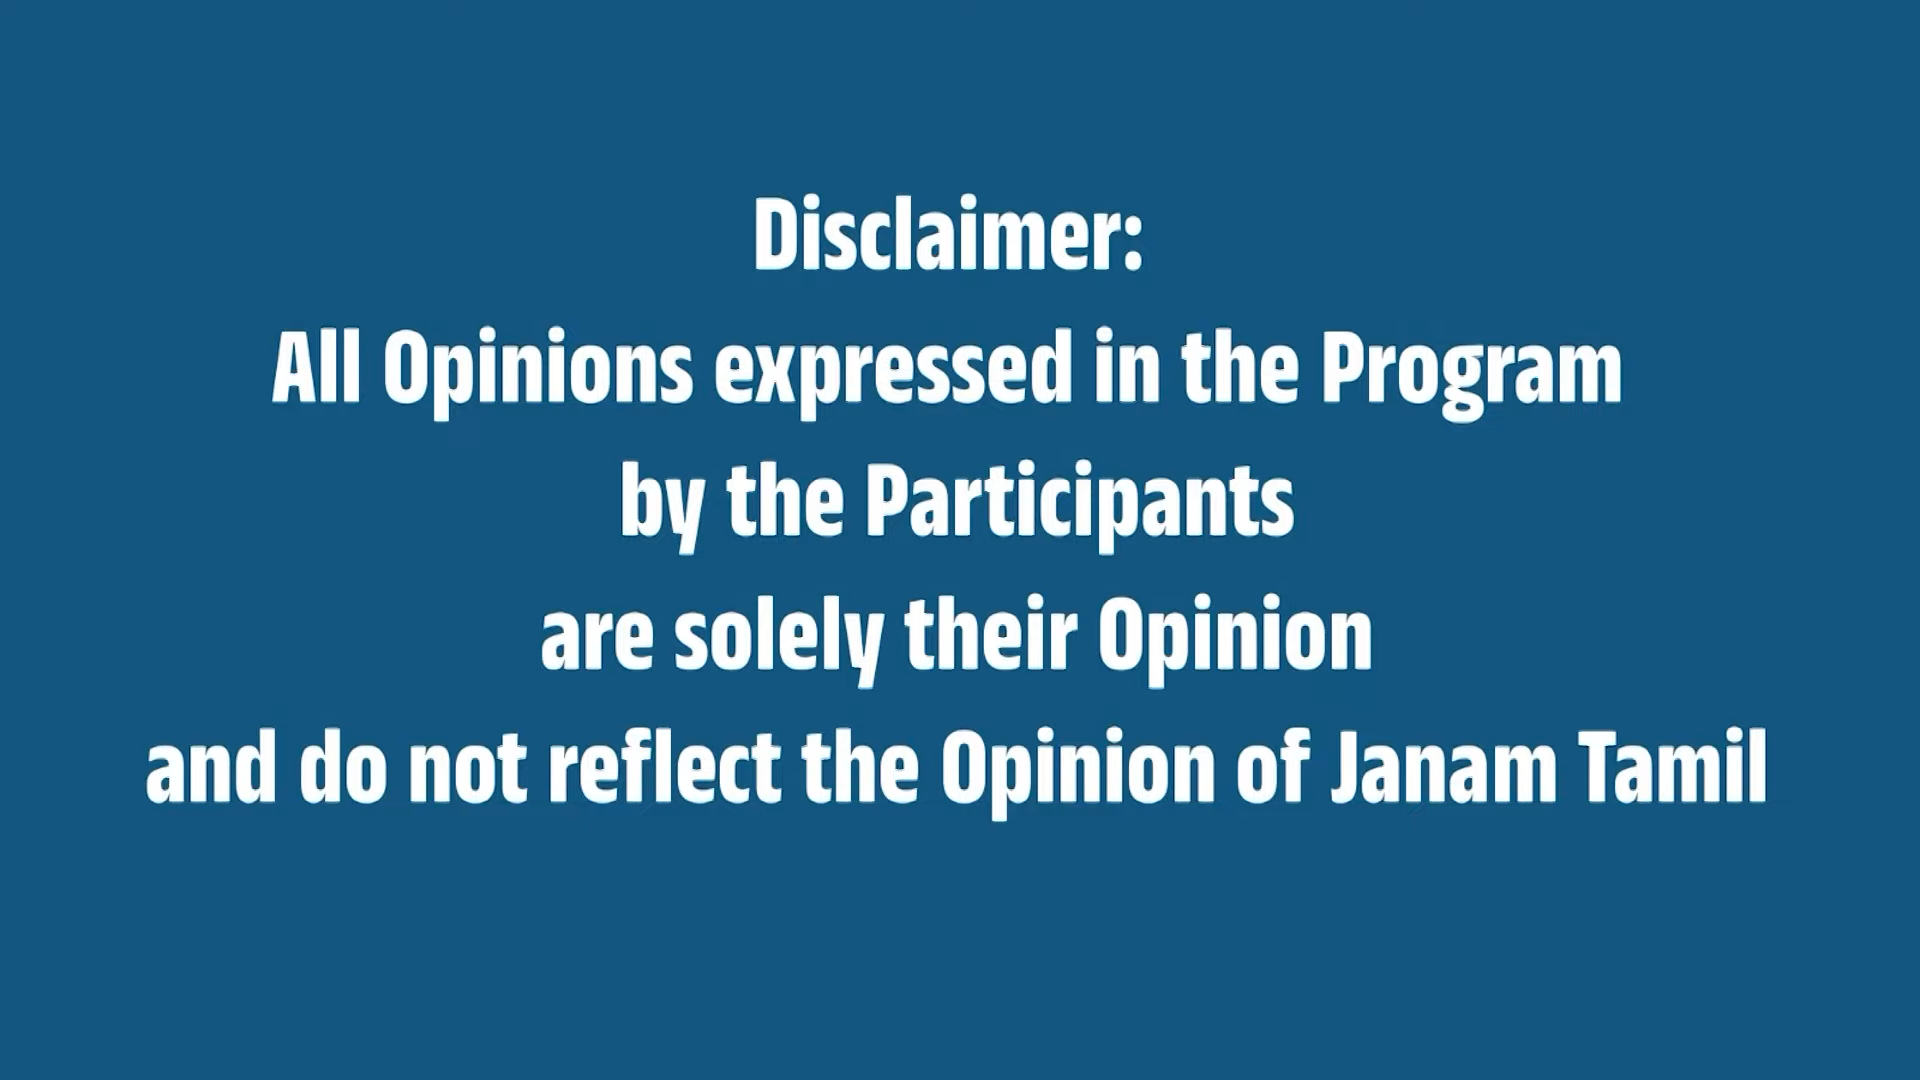 Disclaimer:
All Opinions expressed in the Program
by the Participants
are solely their Opinion
and do not reflect the Opinion of Janam Tamil